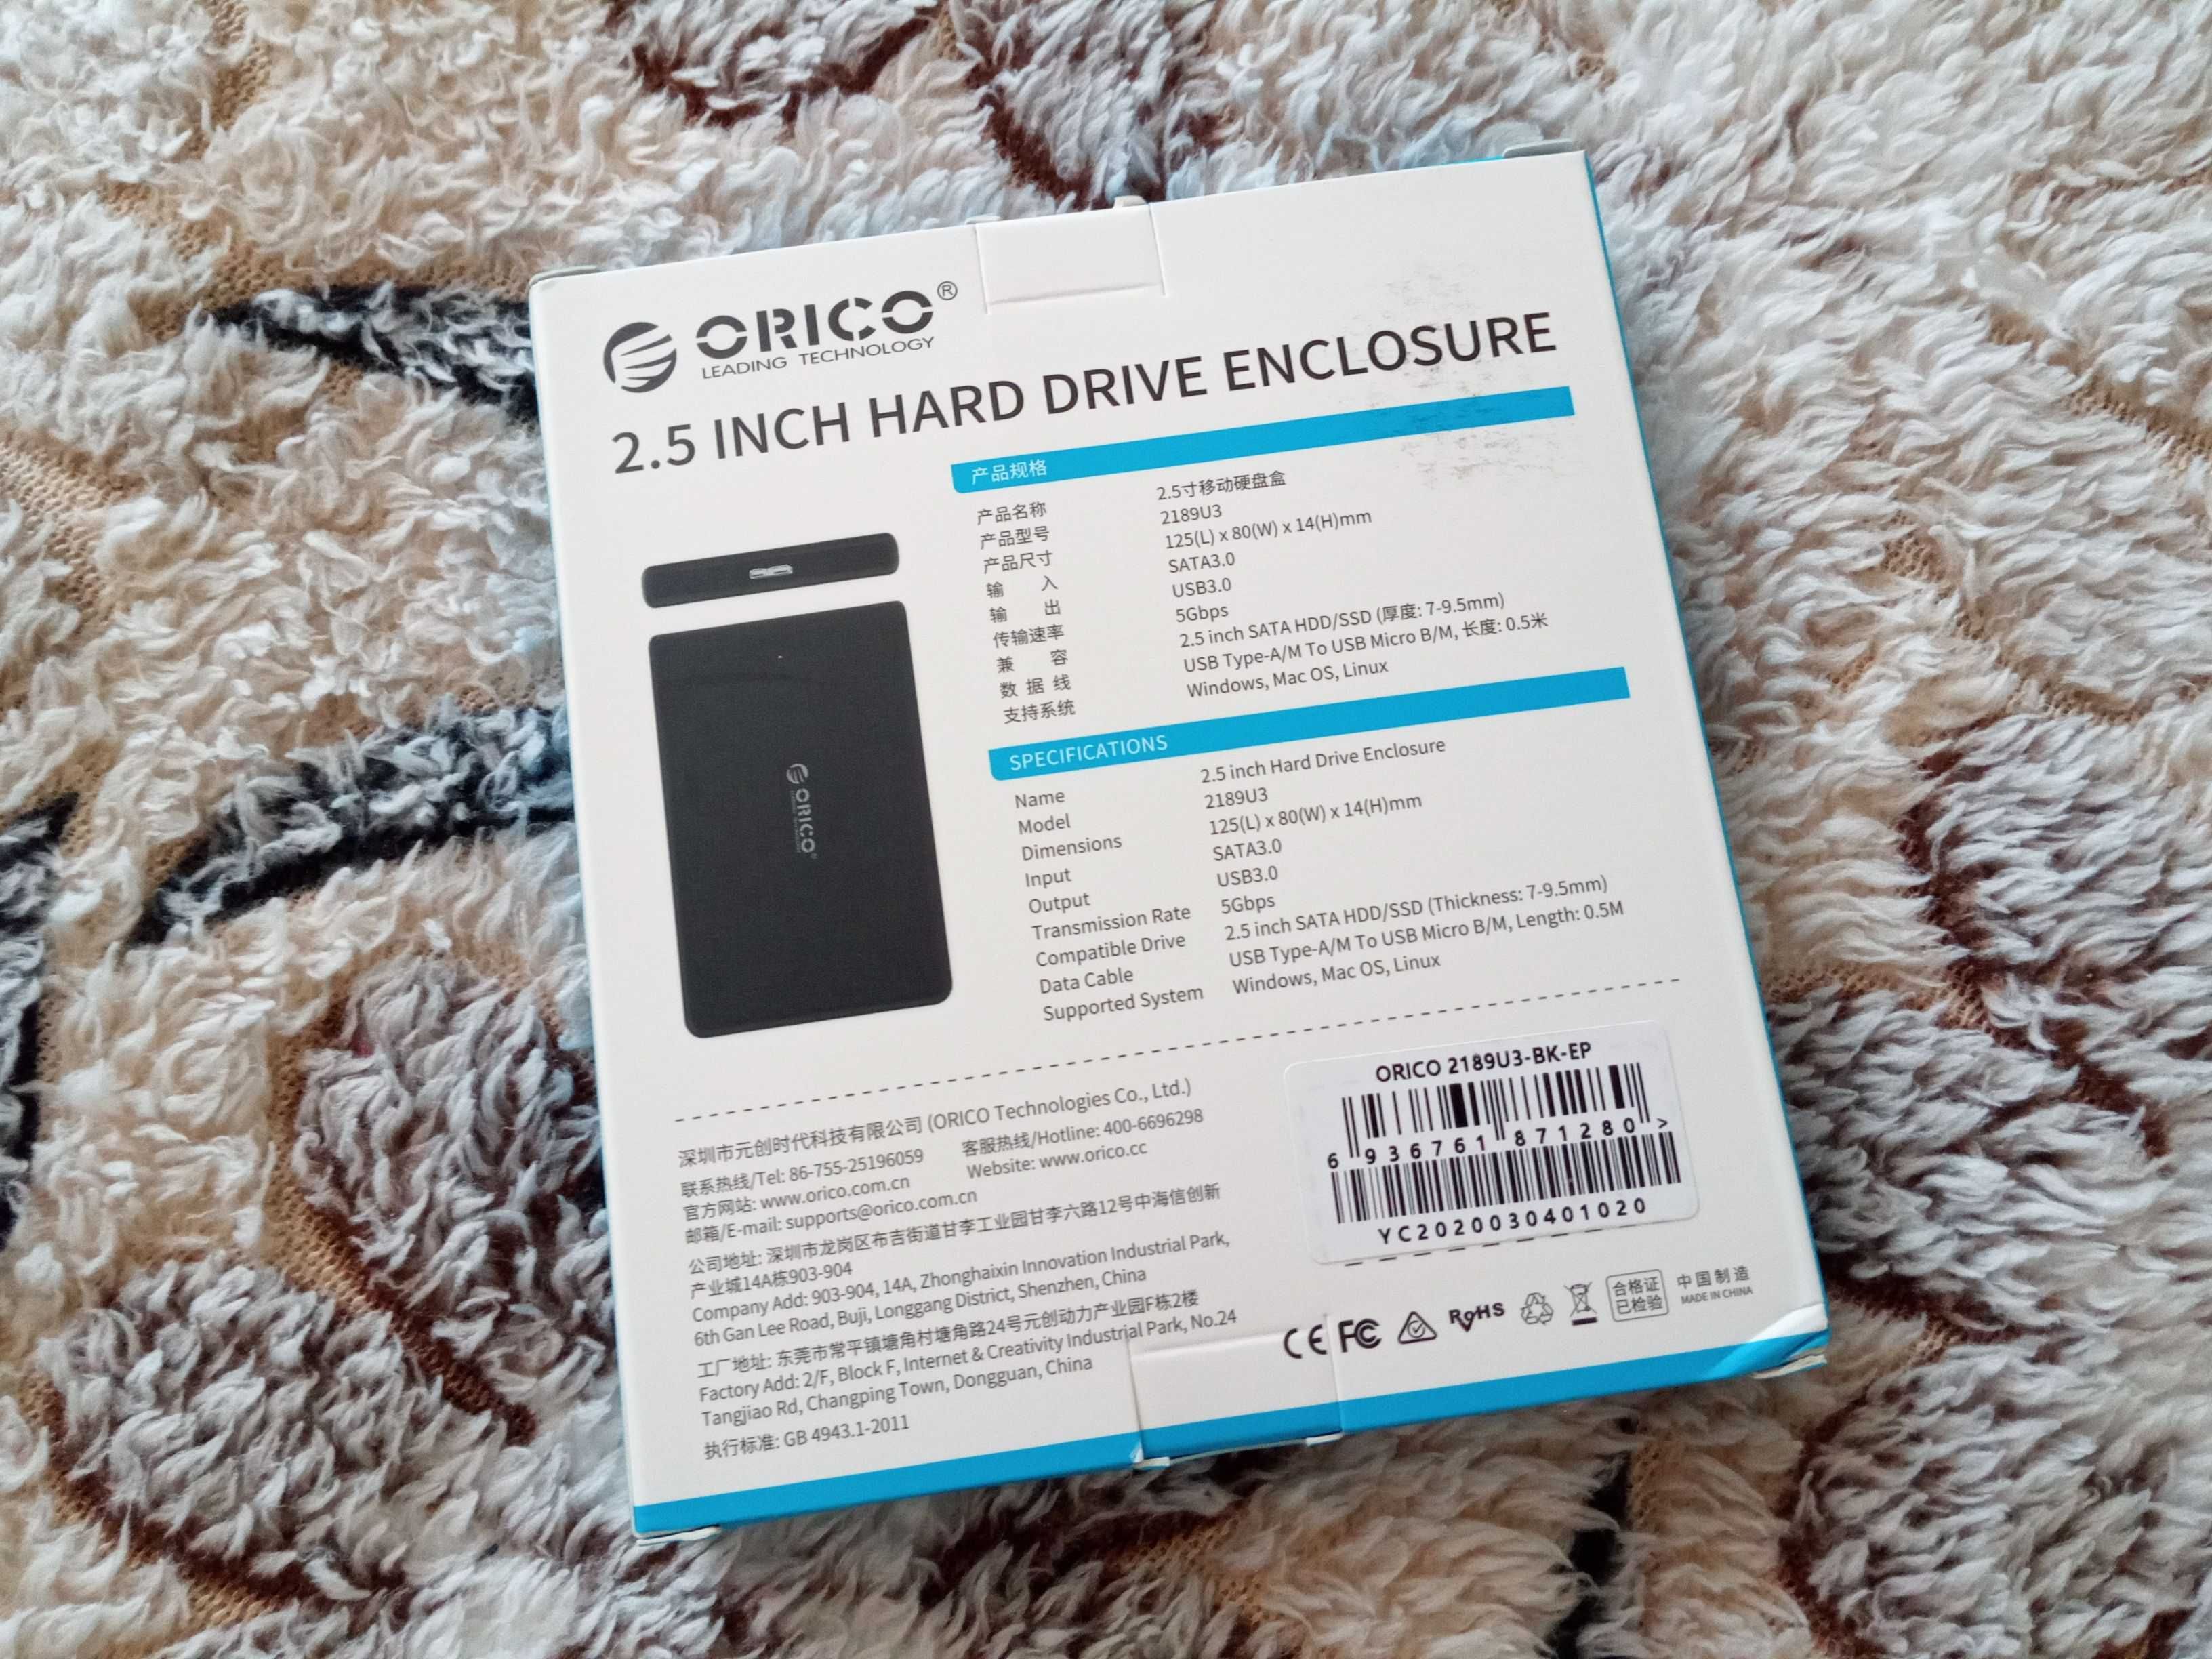 ORICO®
LEADING TECHNOLOGY
2.5 INCH HARD DRIVE ENCLOSURE
产品规格
产品名称 2.5寸移动硬盘盒
产品型号 2189U3
产品尺寸 125(L) x 80(W) x 14(H)mm
输 入 SATA3.0
输 出 USB3.0
传输速率 5Gbps
兼 容 2.5 inch SATA HDD/SSD (厚度: 7-9.5mm)
数 据 线 USB Type-A/M To USB Micro B/M, 长度: 0.5米
支持系统 Windows, Mac OS, Linux
ORICO®
SPECIFICATIONS
Name 2.5 inch Hard Drive Enclosure
Model 2189U3
Dimensions 125(L) x 80(W) x 14(H)mm
Input SATA3.0
Output USB3.0
Transmission Rate 5Gbps
Compatible Drive 2.5 inch SATA HDD/SSD (Thickness: 7-9.5mm)
Data Cable USB Type-A/M To USB Micro B/M, Length: 0.5M
Supported System Windows, Mac OS, Linux
深圳市元创时代科技有限公司 (ORICO Technologies Co., Ltd.)
联系热线/Tel: 86-755-25196059 客服热线/Hotline: 400-6696298
官方网站: www.orico.com.cn Website: www.orico.cc
邮箱/E-mail: supports@orico.com.cn
公司地址: 深圳市龙岗区布吉街道甘李工业园甘李六路12号中海信创新
产业城14A栋903-904
Company Add: 903-904, 14A, Zhonghaixin Innovation Industrial Park,
6th Gan Lee Road, Buji, Longgang District, Shenzhen, China
工厂地址: 东莞市常平镇塘角村塘角路24号元创动力产业园F栋2楼
Factory Add: 2/F, Block F, Internet & Creativity Industrial Park, No.24
Tangjiao Rd, Changping Town, Dongguan, China
执行标准: GB 4943.1-2011
ORICO 2189U3-BK-EP
6 936761 871280 >
YC2020030401020
CE FC RoHS
合格证
已检验
中国制造
MADE IN CHINA